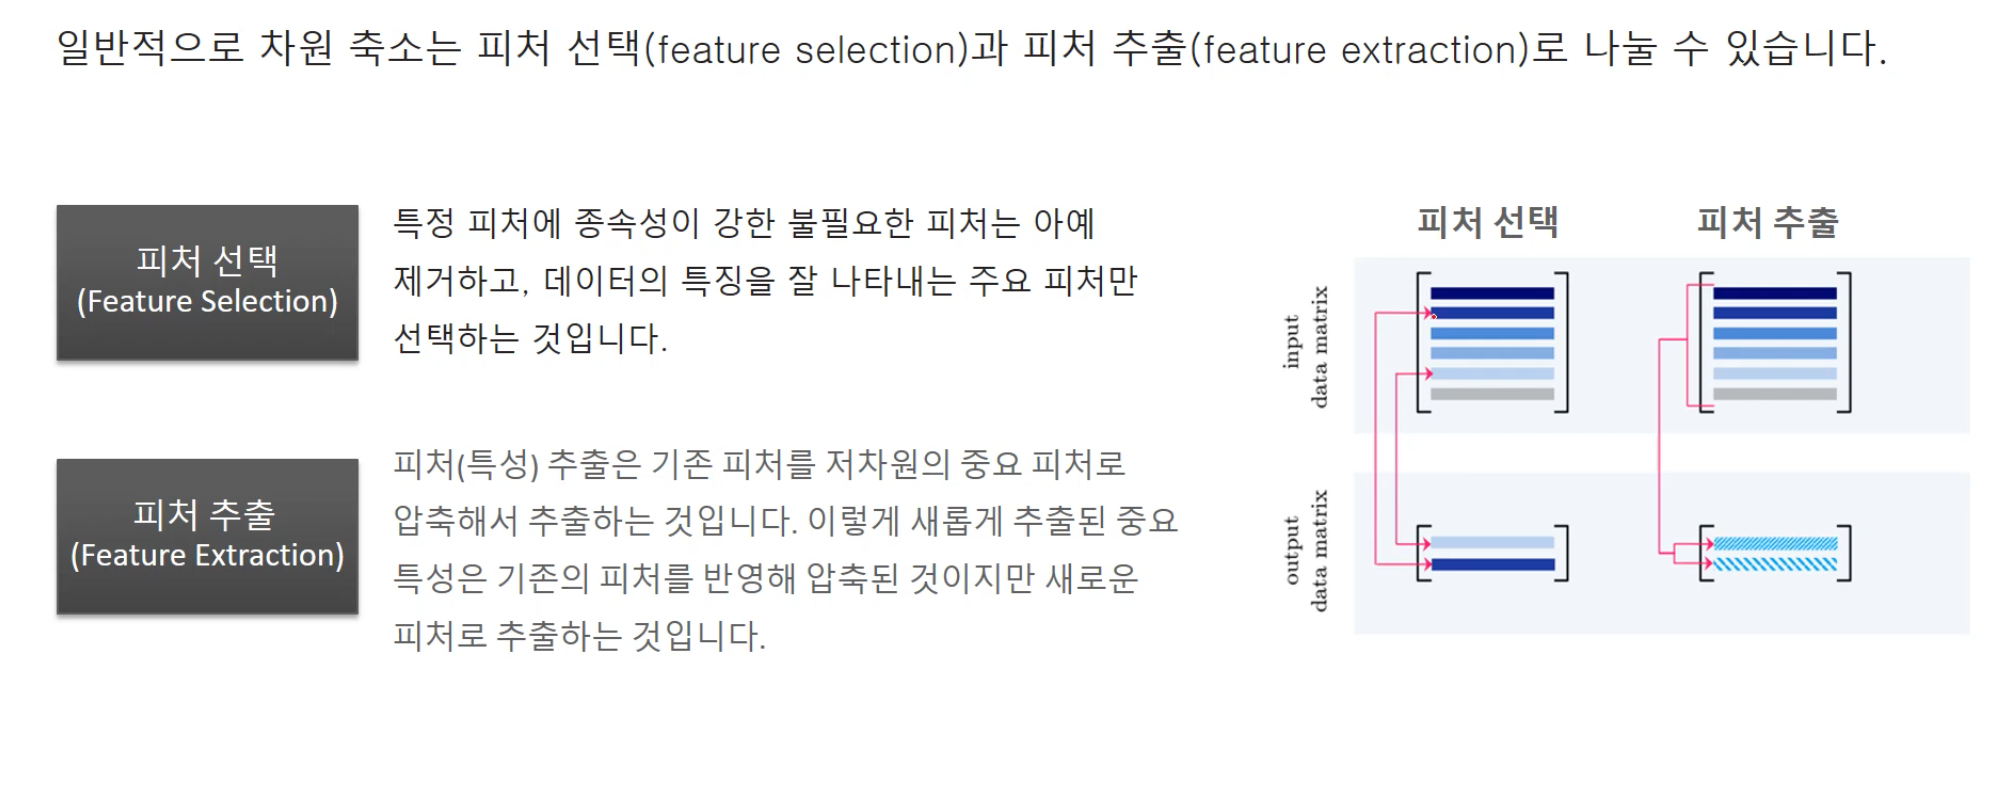 일반적으로 차원 축소는 피처 선택(feature selection)과 피처 추출(feature extraction)로 나눌 수 있습니다.
피처 선택
(Feature Selection)
특정 피처에 종속성이 강한 불필요한 피처는 아예
제거하고, 데이터의 특징을 잘 나타내는 주요 피처만
선택하는 것입니다.
피처 추출
(Feature Extraction)
피처(특성) 추출은 기존 피처를 저차원의 중요 피처로
압축해서 추출하는 것입니다. 이렇게 새롭게 추출된 중요
특성은 기존의 피처를 반영해 압축된 것이지만 새로운
피처로 추출하는 것입니다.
피처 선택
피처 추출
input
data matrix
output
data matrix